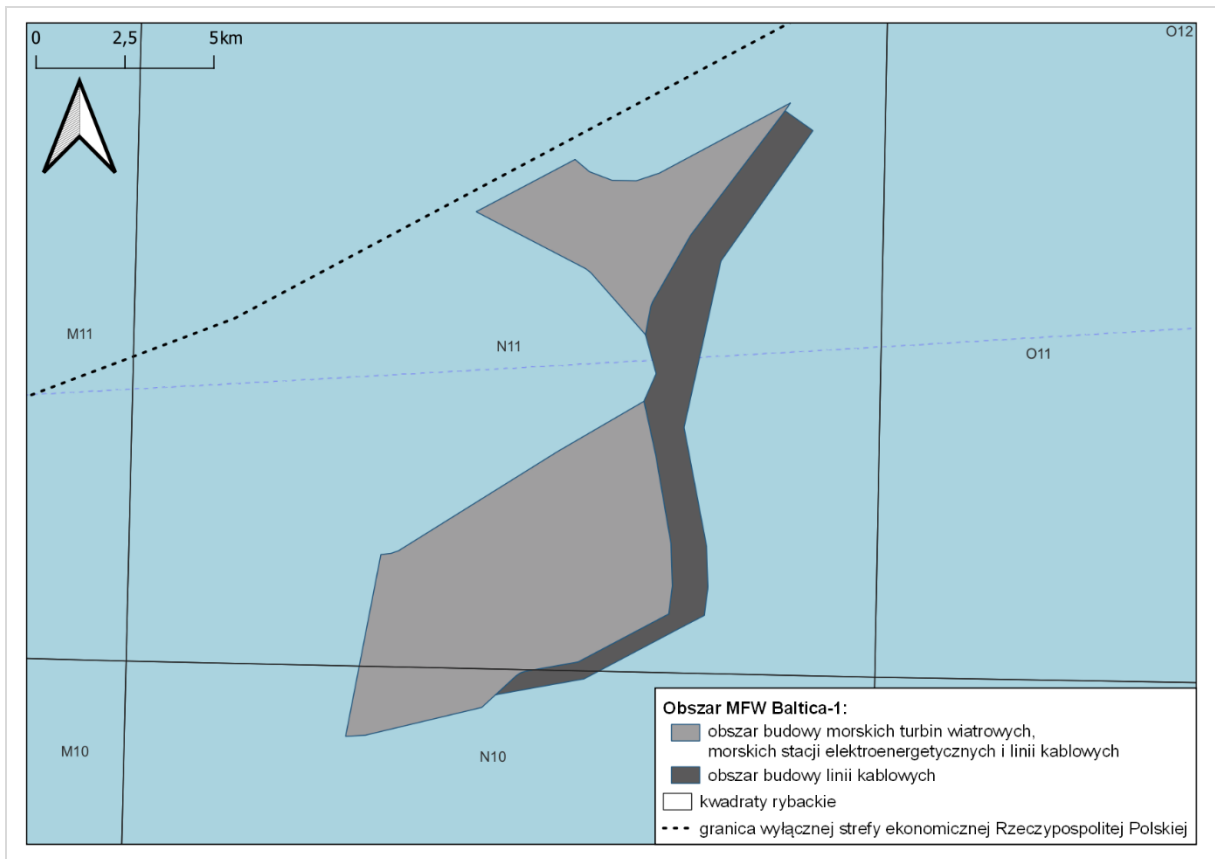 0 2,5 5km
O12
M11
N11
O11
M10
N10
Obszar MFW Baltica-1:
obszar budowy morskich turbin wiatrowych,
morskich stacji elektroenergetycznych i linii kablowych
obszar budowy linii kablowych
kwadraty rybackie
granica wyłącznej strefy ekonomicznej Rzeczypospolitej Polskiej